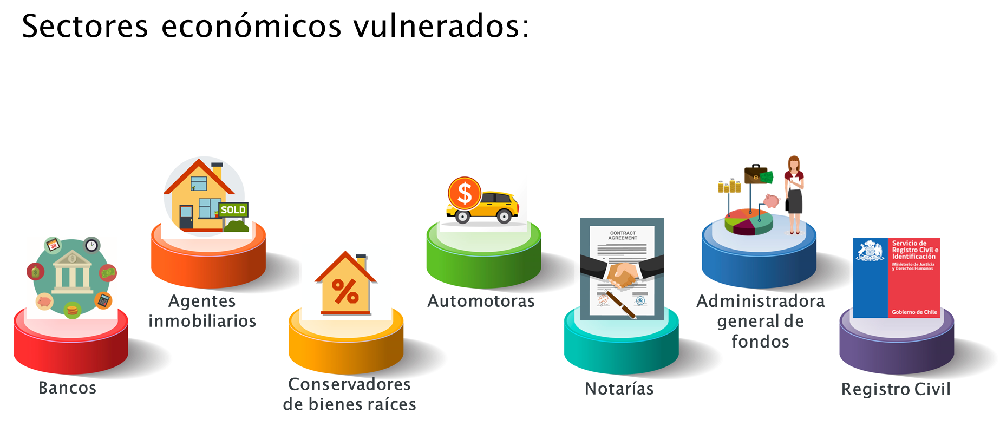 Sectores económicos vulnerados:
30
$
$
Bancos
SOLD
Agentes
inmobiliarios
%
Conservadores
de bienes raíces
$
Automotoras
CONTRACT
AGREEMENT
Notarías
Administradora
general de
fondos
Servicio de
Registro Civil e
Identificación
Ministerio de Justicia
y Derechos Humanos
Gobierno de Chile
Registro Civil